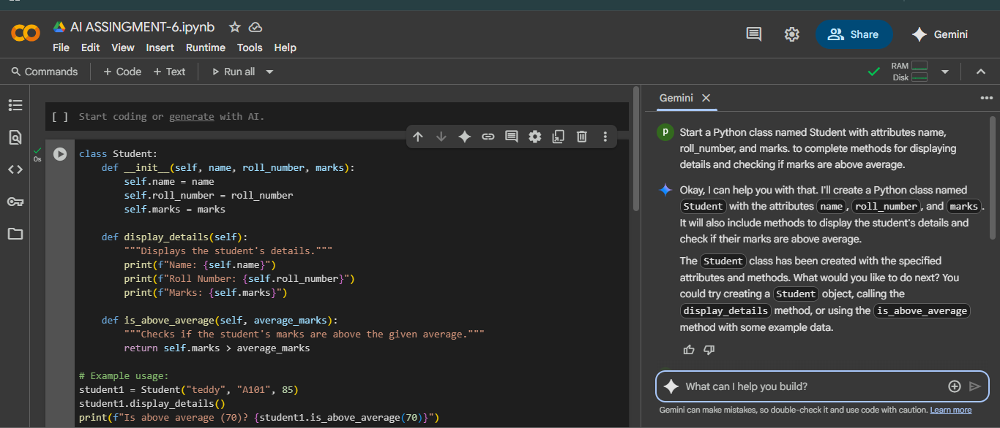 AI ASSINGMENT-6.ipynb
File Edit View Insert Runtime Tools Help
Share
Gemini
Commands + Code + Text Run all
RAM
Disk
[ ] Start coding or generate with AI.
0s
class Student:
    def __init__(self, name, roll_number, marks):
        self.name = name
        self.roll_number = roll_number
        self.marks = marks
    def display_details(self):
        """Displays the student's details."""
        print(f"Name: {self.name}")
        print(f"Roll Number: {self.roll_number}")
        print(f"Marks: {self.marks}")
    def is_above_average(self, average_marks):
        """Checks if the student's marks are above the given average."""
        return self.marks > average_marks
# Example usage:
student1 = Student("teddy", "A101", 85)
student1.display_details()
print(f"Is above average (70)? {student1.is_above_average(70)}")
Gemini
P
Start a Python class named Student with attributes name,
roll_number, and marks. to complete methods for displaying
details and checking if marks are above average.
Okay, I can help you with that. I'll create a Python class named
Student with the attributes name, roll_number, and marks.
It will also include methods to display the student's details and
check if their marks are above average.
The Student class has been created with the specified
attributes and methods. What would you like to do next? You
could try creating a Student object, calling the
display_details method, or using the is_above_average
method with some example data.
What can I help you build?
Gemini can make mistakes, so double-check it and use code with caution. Learn more